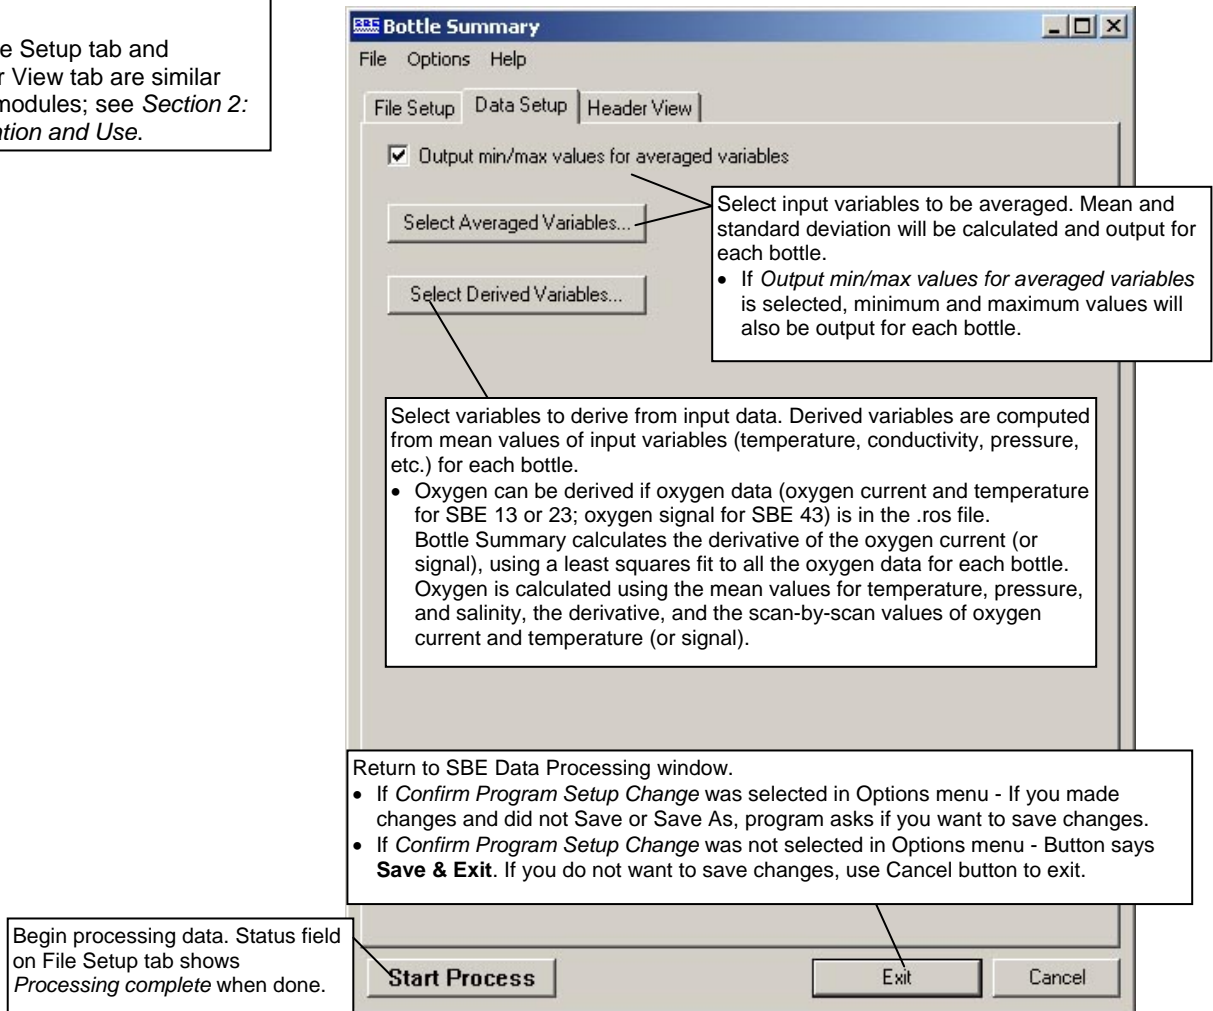 e Setup tab and
r View tab are similar
modules; see Section 2:
ation and Use.
SBE Bottle Summary
File Options Help
File Setup Data Setup Header View
Output min/max values for averaged variables
Select Averaged Variables...
Select input variables to be averaged. Mean and
standard deviation will be calculated and output for
each bottle.
• If Output min/max values for averaged variables
is selected, minimum and maximum values will
also be output for each bottle.
Select Derived Variables...
Select variables to derive from input data. Derived variables are computed
from mean values of input variables (temperature, conductivity, pressure,
etc.) for each bottle.
• Oxygen can be derived if oxygen data (oxygen current and temperature
for SBE 13 or 23; oxygen signal for SBE 43) is in the .ros file.
Bottle Summary calculates the derivative of the oxygen current (or
signal), using a least squares fit to all the oxygen data for each bottle.
Oxygen is calculated using the mean values for temperature, pressure,
and salinity, the derivative, and the scan-by-scan values of oxygen
current and temperature (or signal).
Return to SBE Data Processing window.
• If Confirm Program Setup Change was selected in Options menu - If you made
changes and did not Save or Save As, program asks if you want to save changes.
• If Confirm Program Setup Change was not selected in Options menu - Button says
Save & Exit. If you do not want to save changes, use Cancel button to exit.
Begin processing data. Status field
on File Setup tab shows
Processing complete when done.
Start Process Exit Cancel